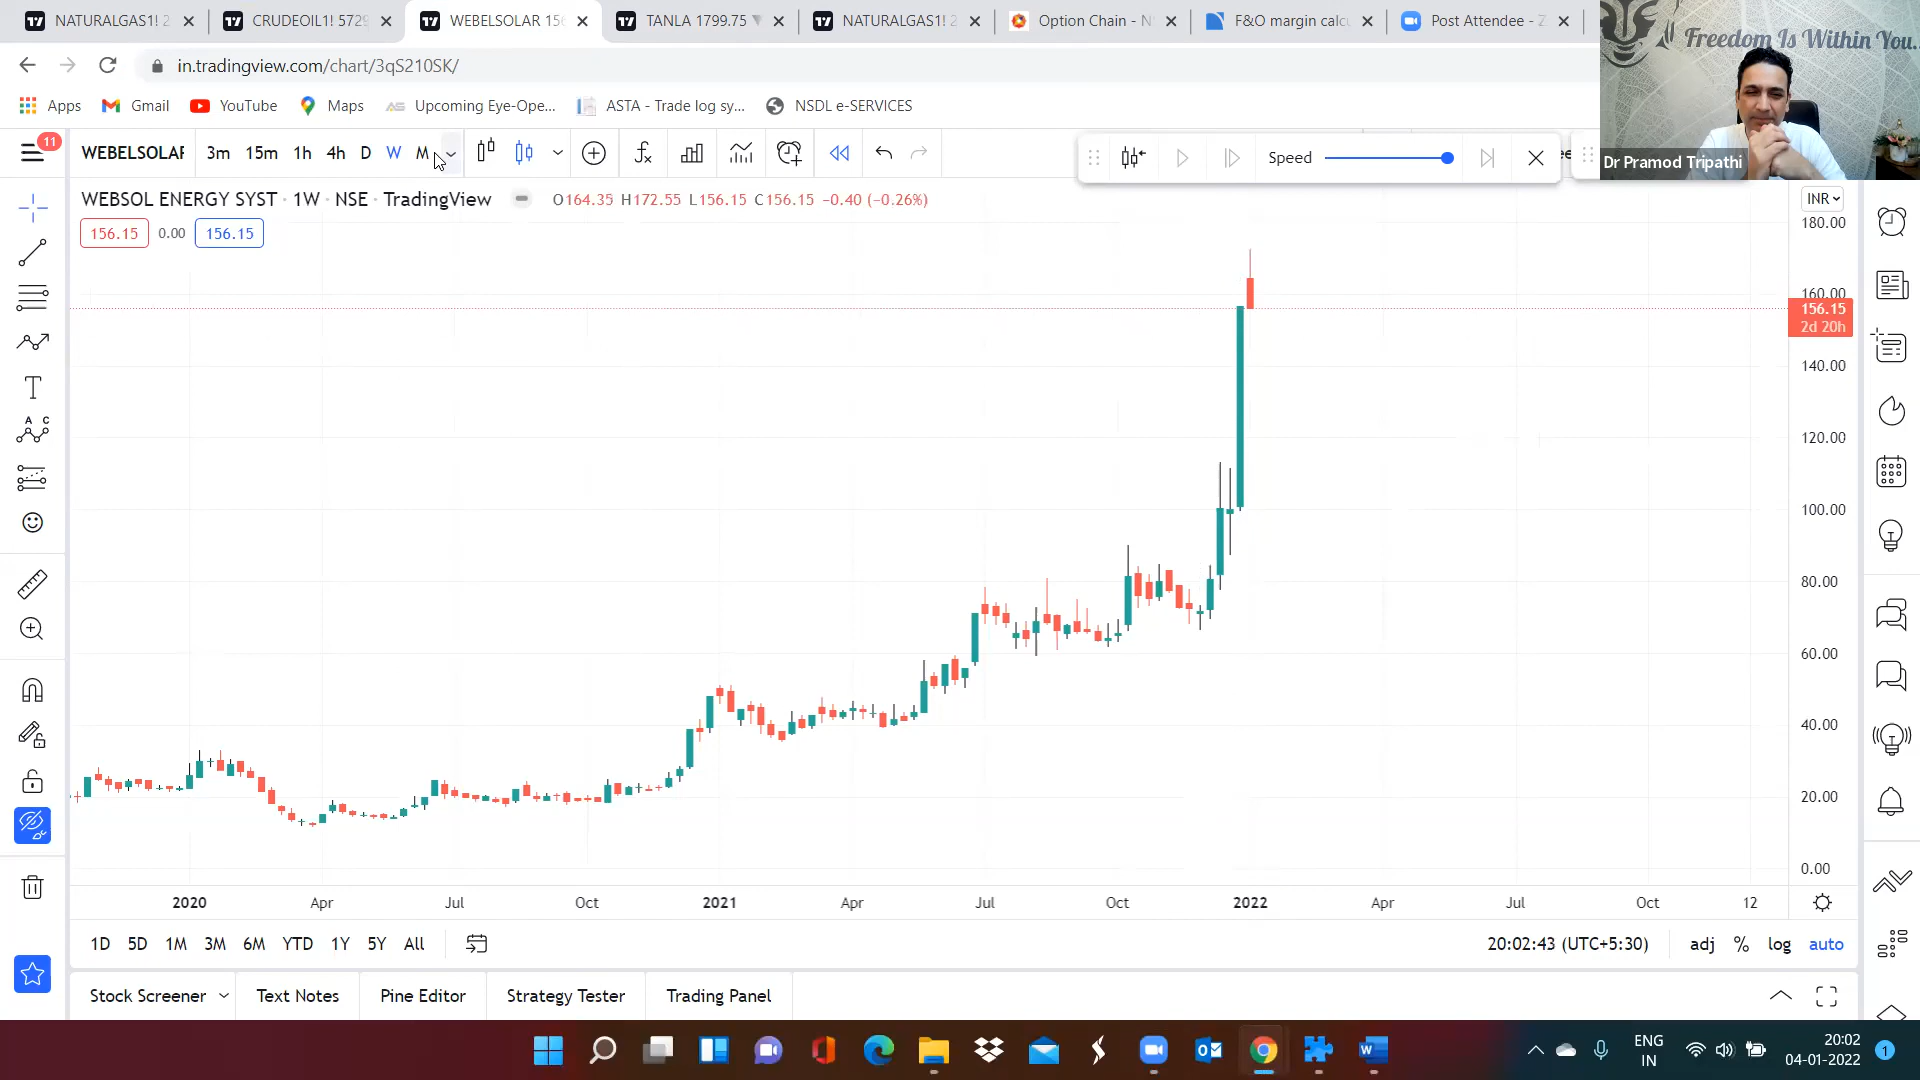 NATURALGAS1! 2
CRUDEOIL1! 5729
WEBELSOLAR 156
TANLA 1799.75 ▼
NATURALGAS1! 2
Option Chain - N
F&O margin calcu
Post Attendee - Z
in.tradingview.com/chart/3qS210SK/
Apps
Gmail
YouTube
Maps
Upcoming Eye-Ope...
ASTA - Trade log sy...
NSDL e-SERVICES
Freedom Is Within You..
Dr Pramod Tripathi
11
WEBELSOLAR
3m 15m 1h 4h D W M
Speed
WEBSOL ENERGY SYST · 1W · NSE · TradingView
O164.35 H172.55 L156.15 C156.15 −0.40 (−0.26%)
156.15 0.00 156.15
INR
180.00
160.00
156.15
2d 20h
140.00
120.00
100.00
80.00
60.00
40.00
20.00
0.00
2020 Apr Jul Oct 2021 Apr Jul Oct 2022 Apr Jul Oct 12
1D 5D 1M 3M 6M YTD 1Y 5Y All
20:02:43 (UTC+5:30)
adj % log auto
Stock Screener
Text Notes
Pine Editor
Strategy Tester
Trading Panel
ENG
IN
20:02
04-01-2022
1